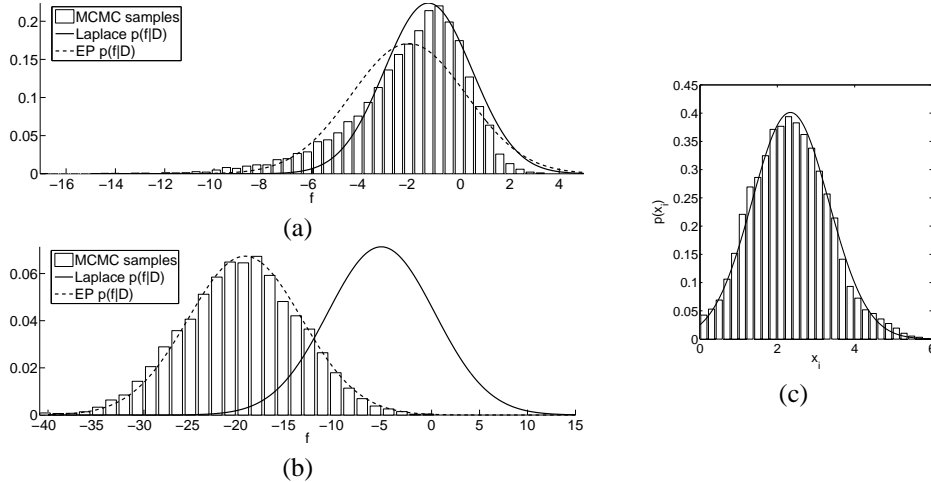 MCMC samples
Laplace p(f|D)
EP p(f|D)
0.2
0.15
0.1
0.05
0
−16 −14 −12 −10 −8 −6 −4 −2 0 2 4
f
(a)
MCMC samples
Laplace p(f|D)
EP p(f|D)
0.06
0.04
0.02
0
−40 −35 −30 −25 −20 −15 −10 −5 0 5 10 15
f
(b)
0.45
0.4
0.35
0.3
0.25
0.2
0.15
0.1
0.05
0
p(xᵢ)
0 2 4 6
xᵢ
(c)